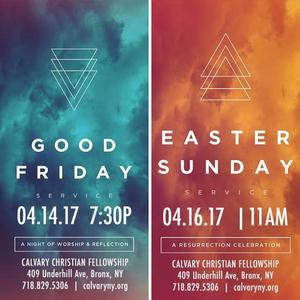 GOOD
FRIDAY
SERVICE
04.14.17 7:30P
A NIGHT OF WORSHIP & REFLECTION
CALVARY CHRISTIAN FELLOWSHIP
409 Underhill Ave, Bronx, NY
718.829.5306 | calvaryny.org
EASTER
SUNDAY
SERVICE
04.16.17 | 11AM
A RESURRECTION CELEBRATION
CALVARY CHRISTIAN FELLOWSHIP
409 Underhill Ave, Bronx, NY
718.829.5306 | calvaryny.org